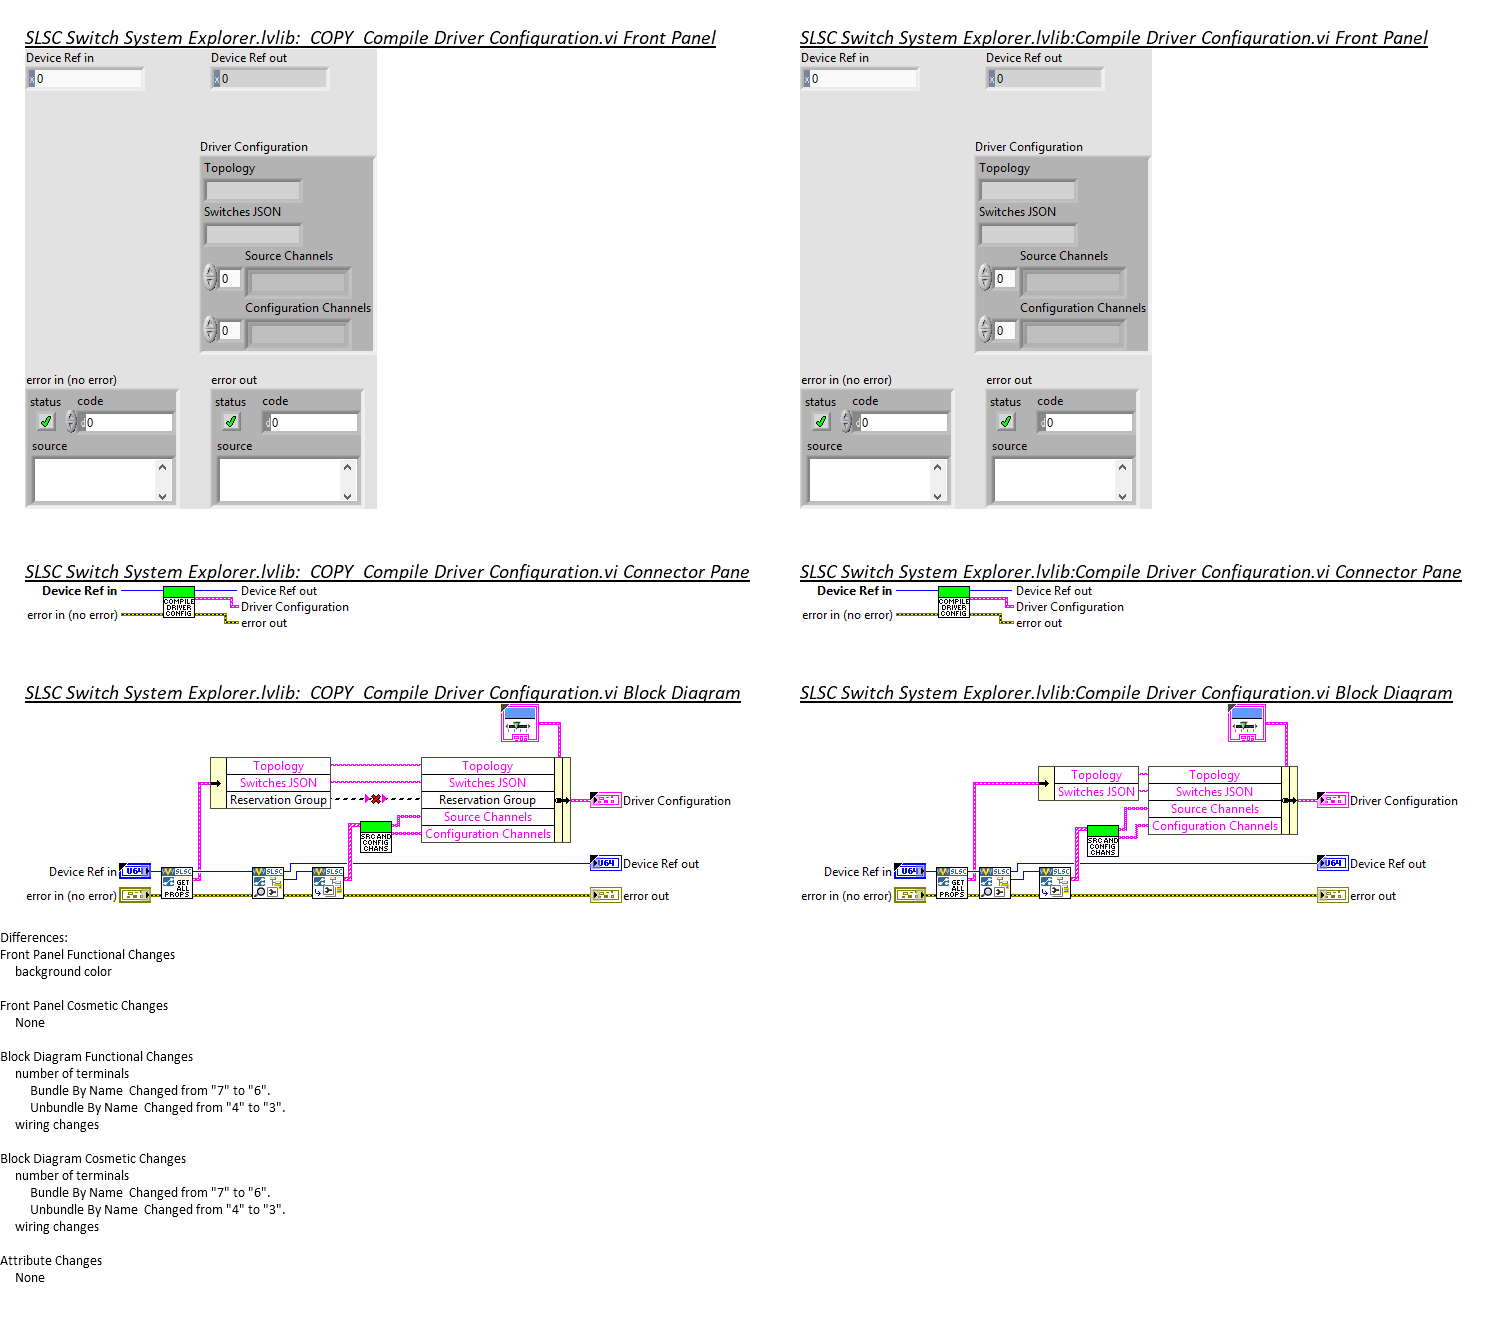 SLSC Switch System Explorer.lvlib:  COPY  Compile Driver Configuration.vi Front Panel
Device Ref in
Device Ref out
x 0
x 0
Driver Configuration
Topology
Switches JSON
Source Channels
0
Configuration Channels
0
error in (no error)
error out
status
code
status
code
d 0
d 0
source
source
SLSC Switch System Explorer.lvlib:Compile Driver Configuration.vi Front Panel
Device Ref in
Device Ref out
x 0
x 0
Driver Configuration
Topology
Switches JSON
Source Channels
0
Configuration Channels
0
error in (no error)
error out
status
code
status
code
d 0
d 0
source
source
SLSC Switch System Explorer.lvlib:  COPY  Compile Driver Configuration.vi Connector Pane
Device Ref in
Device Ref out
COMPILE
DRIVER
CONFIG
Driver Configuration
error in (no error)
error out
SLSC Switch System Explorer.lvlib:Compile Driver Configuration.vi Connector Pane
Device Ref in
Device Ref out
COMPILE
DRIVER
CONFIG
Driver Configuration
error in (no error)
error out
SLSC Switch System Explorer.lvlib:  COPY  Compile Driver Configuration.vi Block Diagram
Topology
Switches JSON
Reservation Group
Topology
Switches JSON
Reservation Group
Source Channels
Configuration Channels
Driver Configuration
SRC AND
CONFIG
CHANS
Device Ref in
U64
SLSC
GET
ALL
PROPS
SLSC
SLSC
U64
Device Ref out
error in (no error)
error out
SLSC Switch System Explorer.lvlib:Compile Driver Configuration.vi Block Diagram
Topology
Switches JSON
Topology
Switches JSON
Source Channels
Configuration Channels
Driver Configuration
SRC AND
CONFIG
CHANS
Device Ref in
U64
SLSC
GET
ALL
PROPS
SLSC
SLSC
U64
Device Ref out
error in (no error)
error out
Differences:
Front Panel Functional Changes
background color
Front Panel Cosmetic Changes
None
Block Diagram Functional Changes
number of terminals
Bundle By Name  Changed from "7" to "6".
Unbundle By Name  Changed from "4" to "3".
wiring changes
Block Diagram Cosmetic Changes
number of terminals
Bundle By Name  Changed from "7" to "6".
Unbundle By Name  Changed from "4" to "3".
wiring changes
Attribute Changes
None